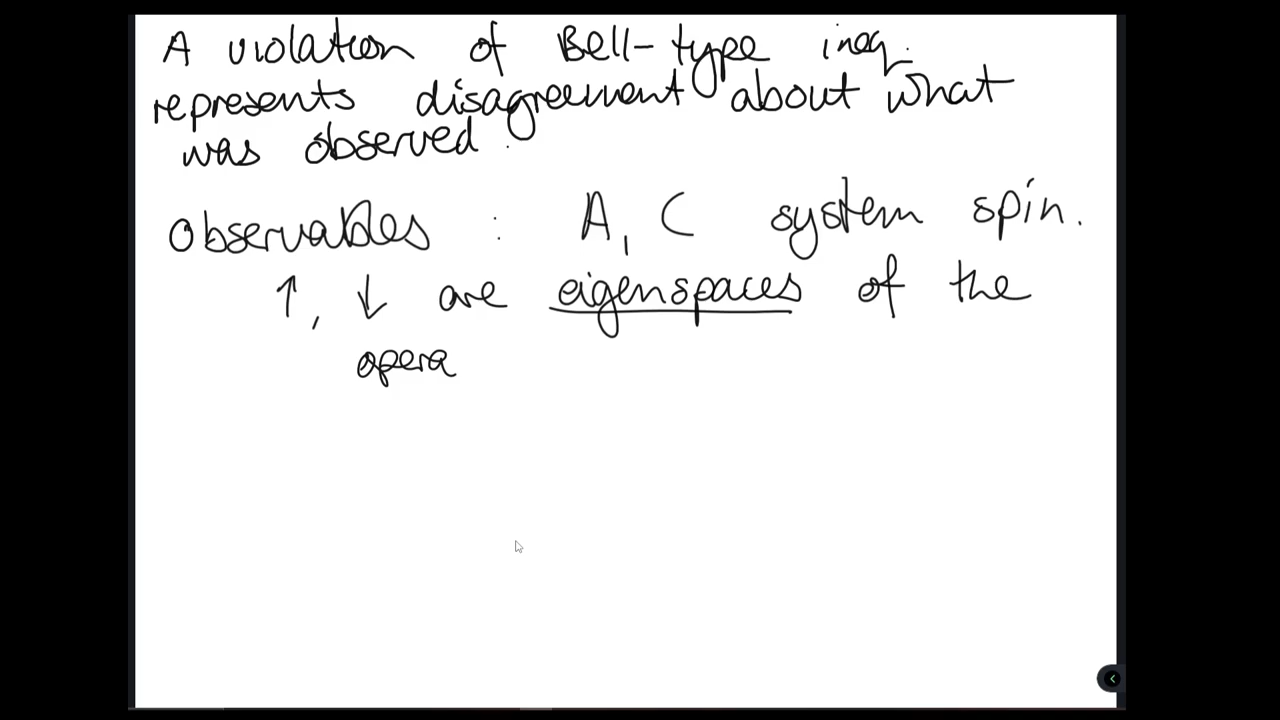 A violation of Bell-type ineq.
represents disagreement about what
was observed.
Observables : A, C system spin.
↑, ↓ are eigenspaces of the
opera